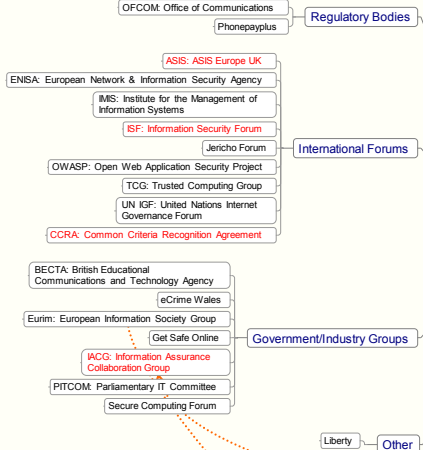 OFCOM: Office of Communications
Phonepayplus
Regulatory Bodies
ASIS: ASIS Europe UK
ENISA: European Network & Information Security Agency
IMIS: Institute for the Management of
Information Systems
ISF: Information Security Forum
Jericho Forum
OWASP: Open Web Application Security Project
TCG: Trusted Computing Group
UN IGF: United Nations Internet
Governance Forum
CCRA: Common Criteria Recognition Agreement
International Forums
BECTA: British Educational
Communications and Technology Agency
eCrime Wales
Eurim: European Information Society Group
Get Safe Online
IACG: Information Assurance
Collaboration Group
PITCOM: Parliamentary IT Committee
Secure Computing Forum
Government/Industry Groups
Liberty
Other